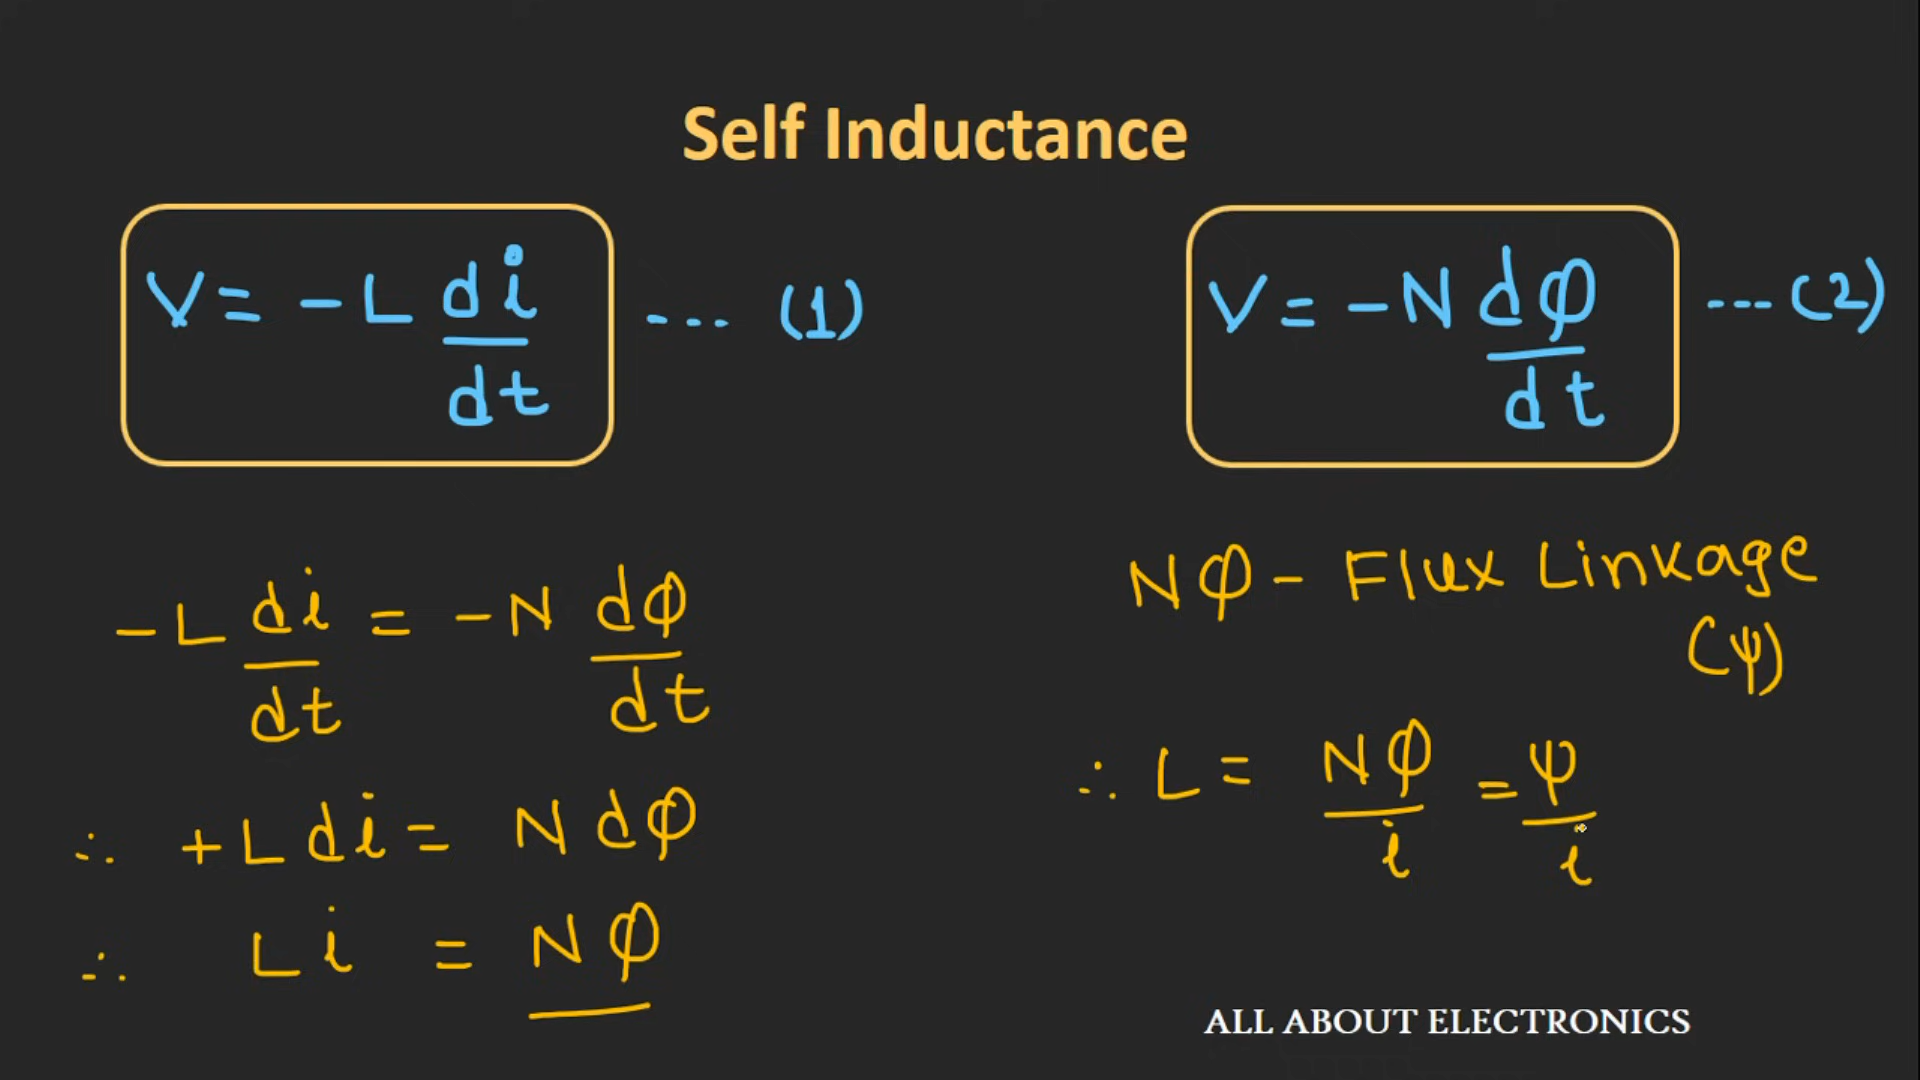 Self Inductance
V = -L di/dt --- (1)
V = -N dφ/dt --- (2)
-L di/dt = -N dφ/dt
∴ +L di = N dφ
∴ L i = Nφ
Nφ - Flux Linkage
(ψ)
∴ L = Nφ/i = ψ/i
ALL ABOUT ELECTRONICS